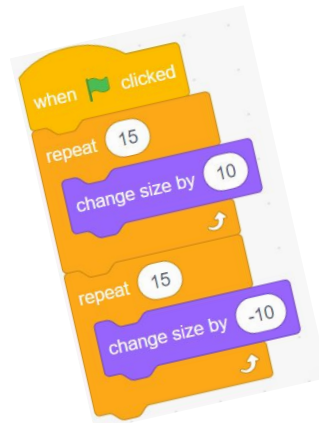 when clicked
repeat 15
change size by 10
repeat 15
change size by -10